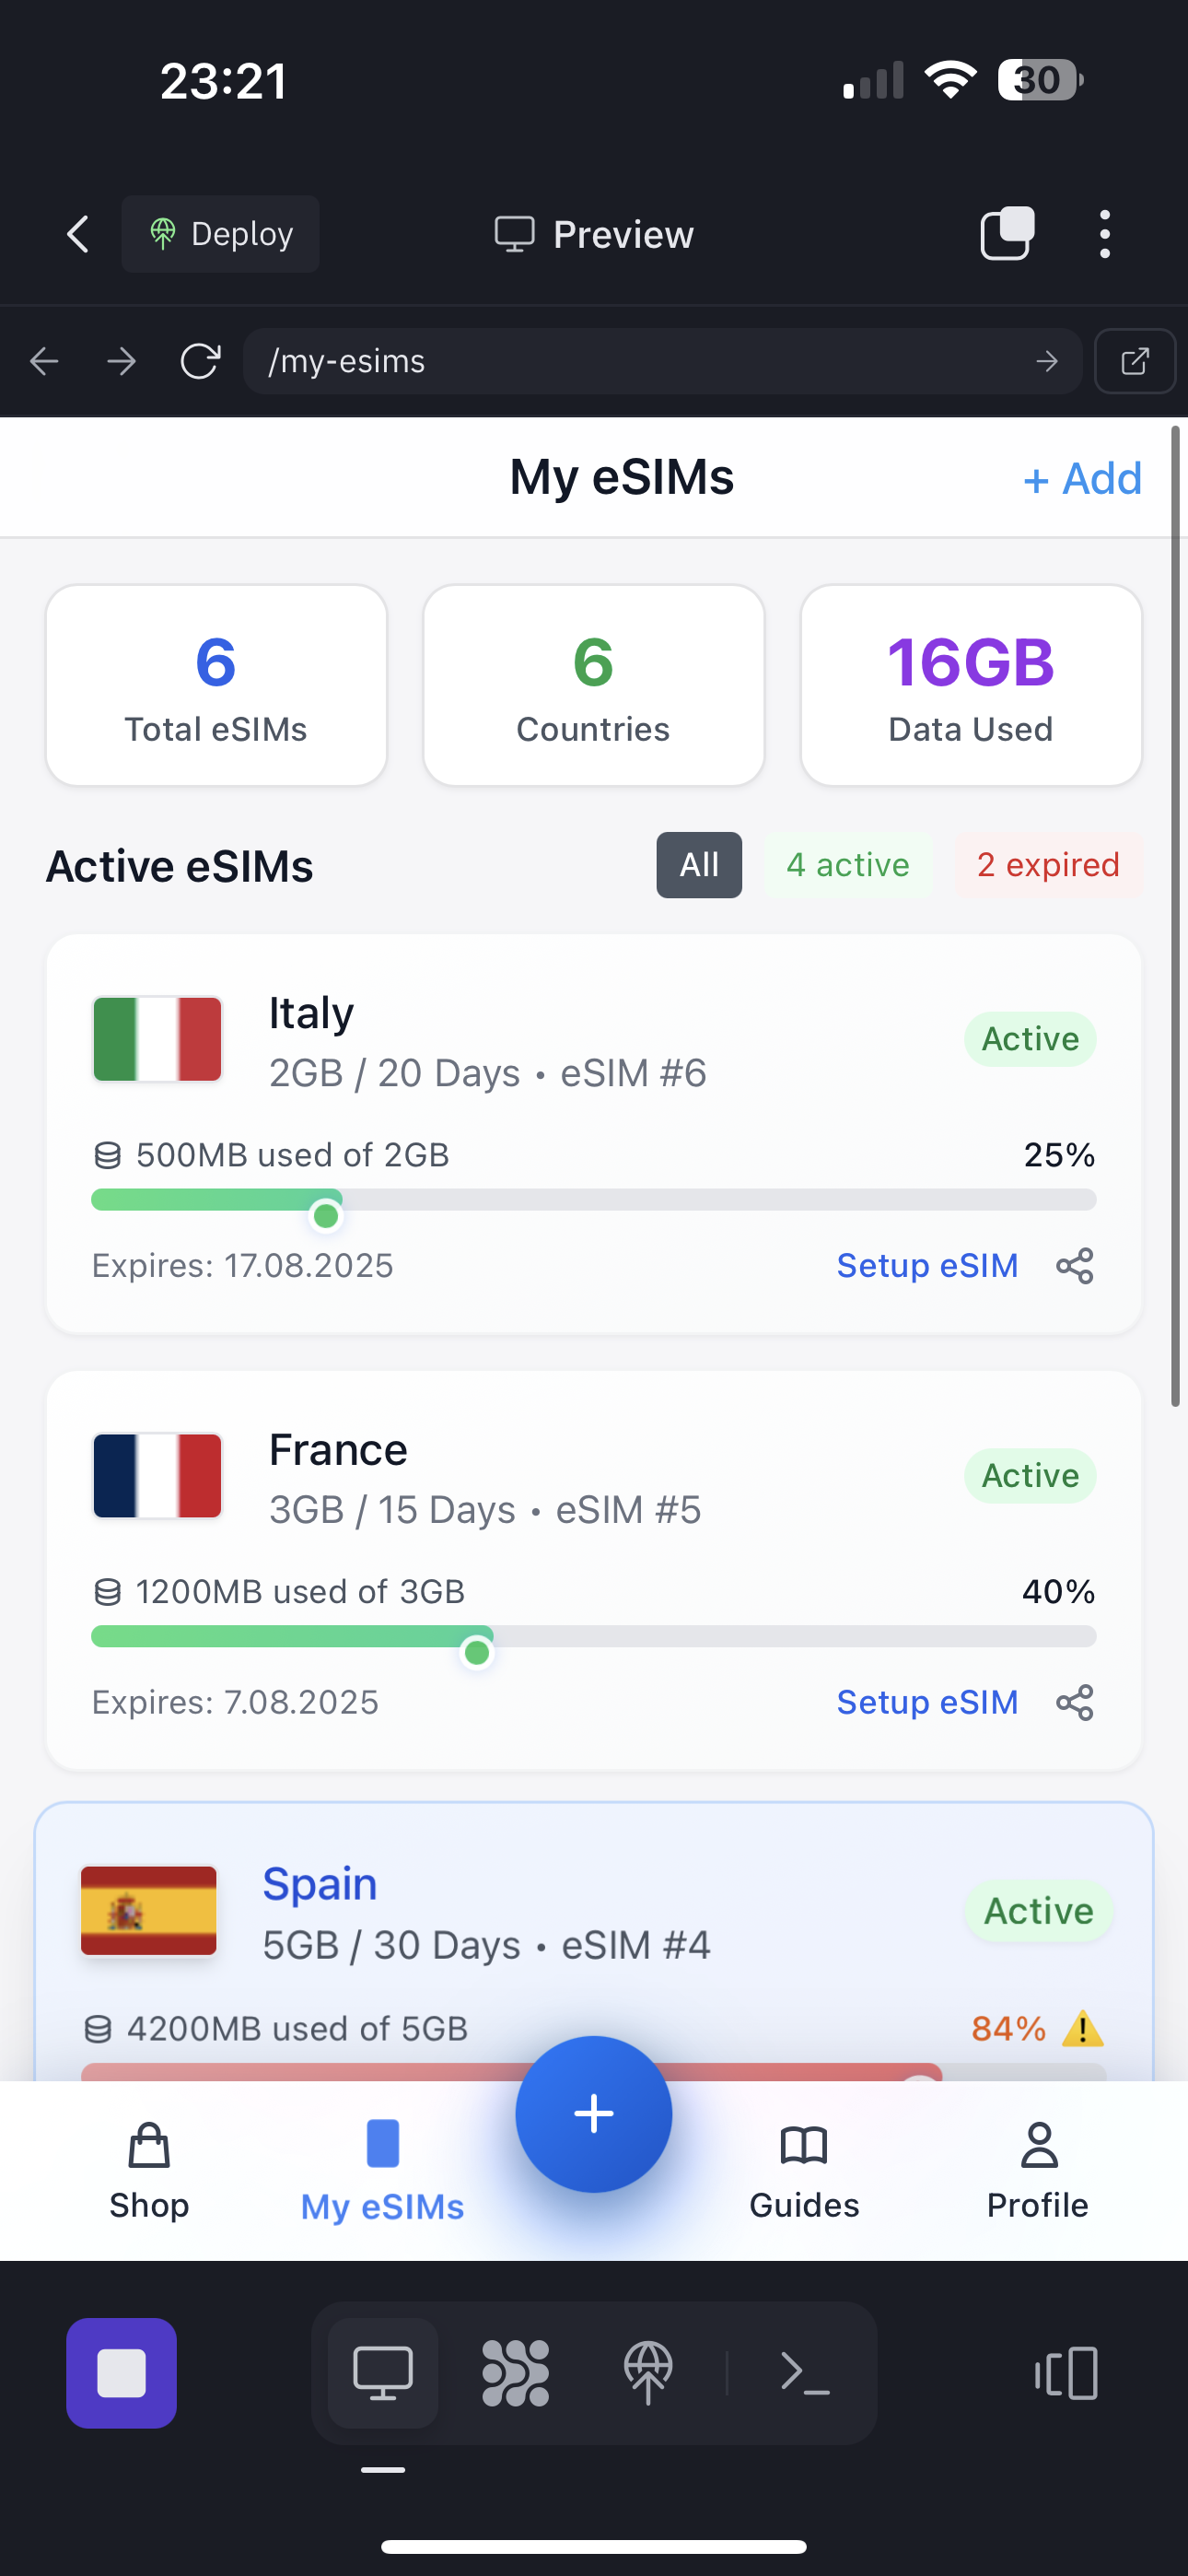 23:21
30
Deploy
Preview
/my-esims
My eSIMs
+ Add
6
Total eSIMs
6
Countries
16GB
Data Used
Active eSIMs
All
4 active
2 expired
Italy
2GB / 20 Days • eSIM #6
Active
500MB used of 2GB
25%
Expires: 17.08.2025
Setup eSIM
France
3GB / 15 Days • eSIM #5
Active
1200MB used of 3GB
40%
Expires: 7.08.2025
Setup eSIM
Spain
5GB / 30 Days • eSIM #4
Active
4200MB used of 5GB
84% ⚠️
Shop
My eSIMs
Guides
Profile